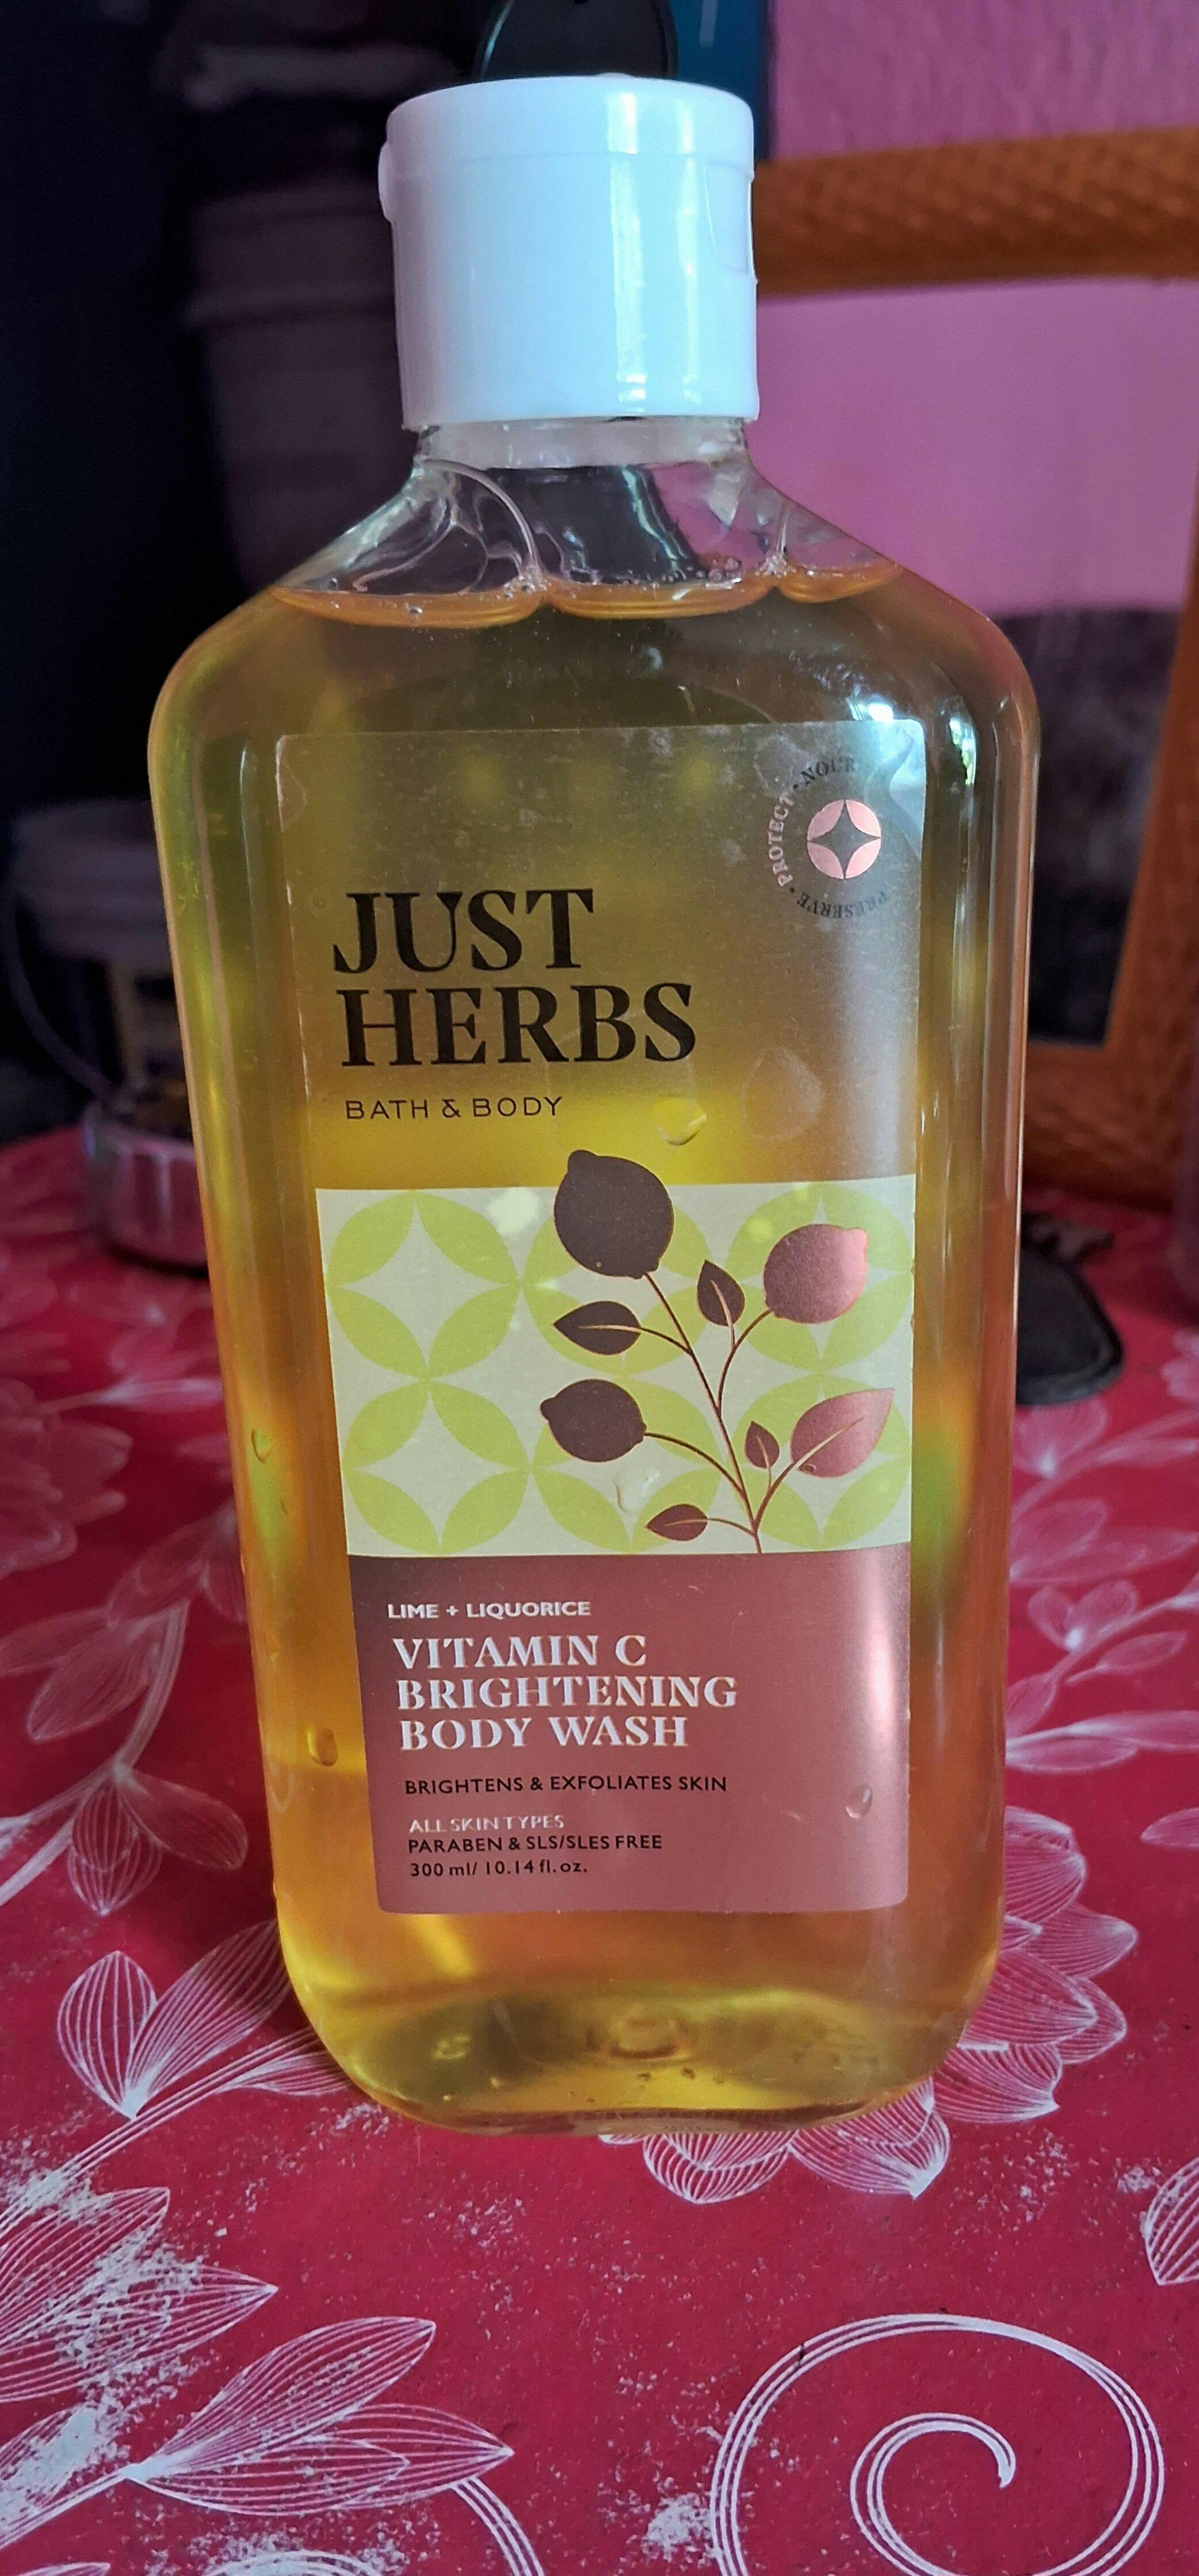 PROTECT • NOUR
PRESERVE
JUST
HERBS
BATH & BODY
LIME + LIQUORICE
VITAMIN C
BRIGHTENING
BODY WASH
BRIGHTENS & EXFOLIATES SKIN
ALL SKIN TYPES
PARABEN & SLS/SLES FREE
300 ml/ 10.14 fl. oz.